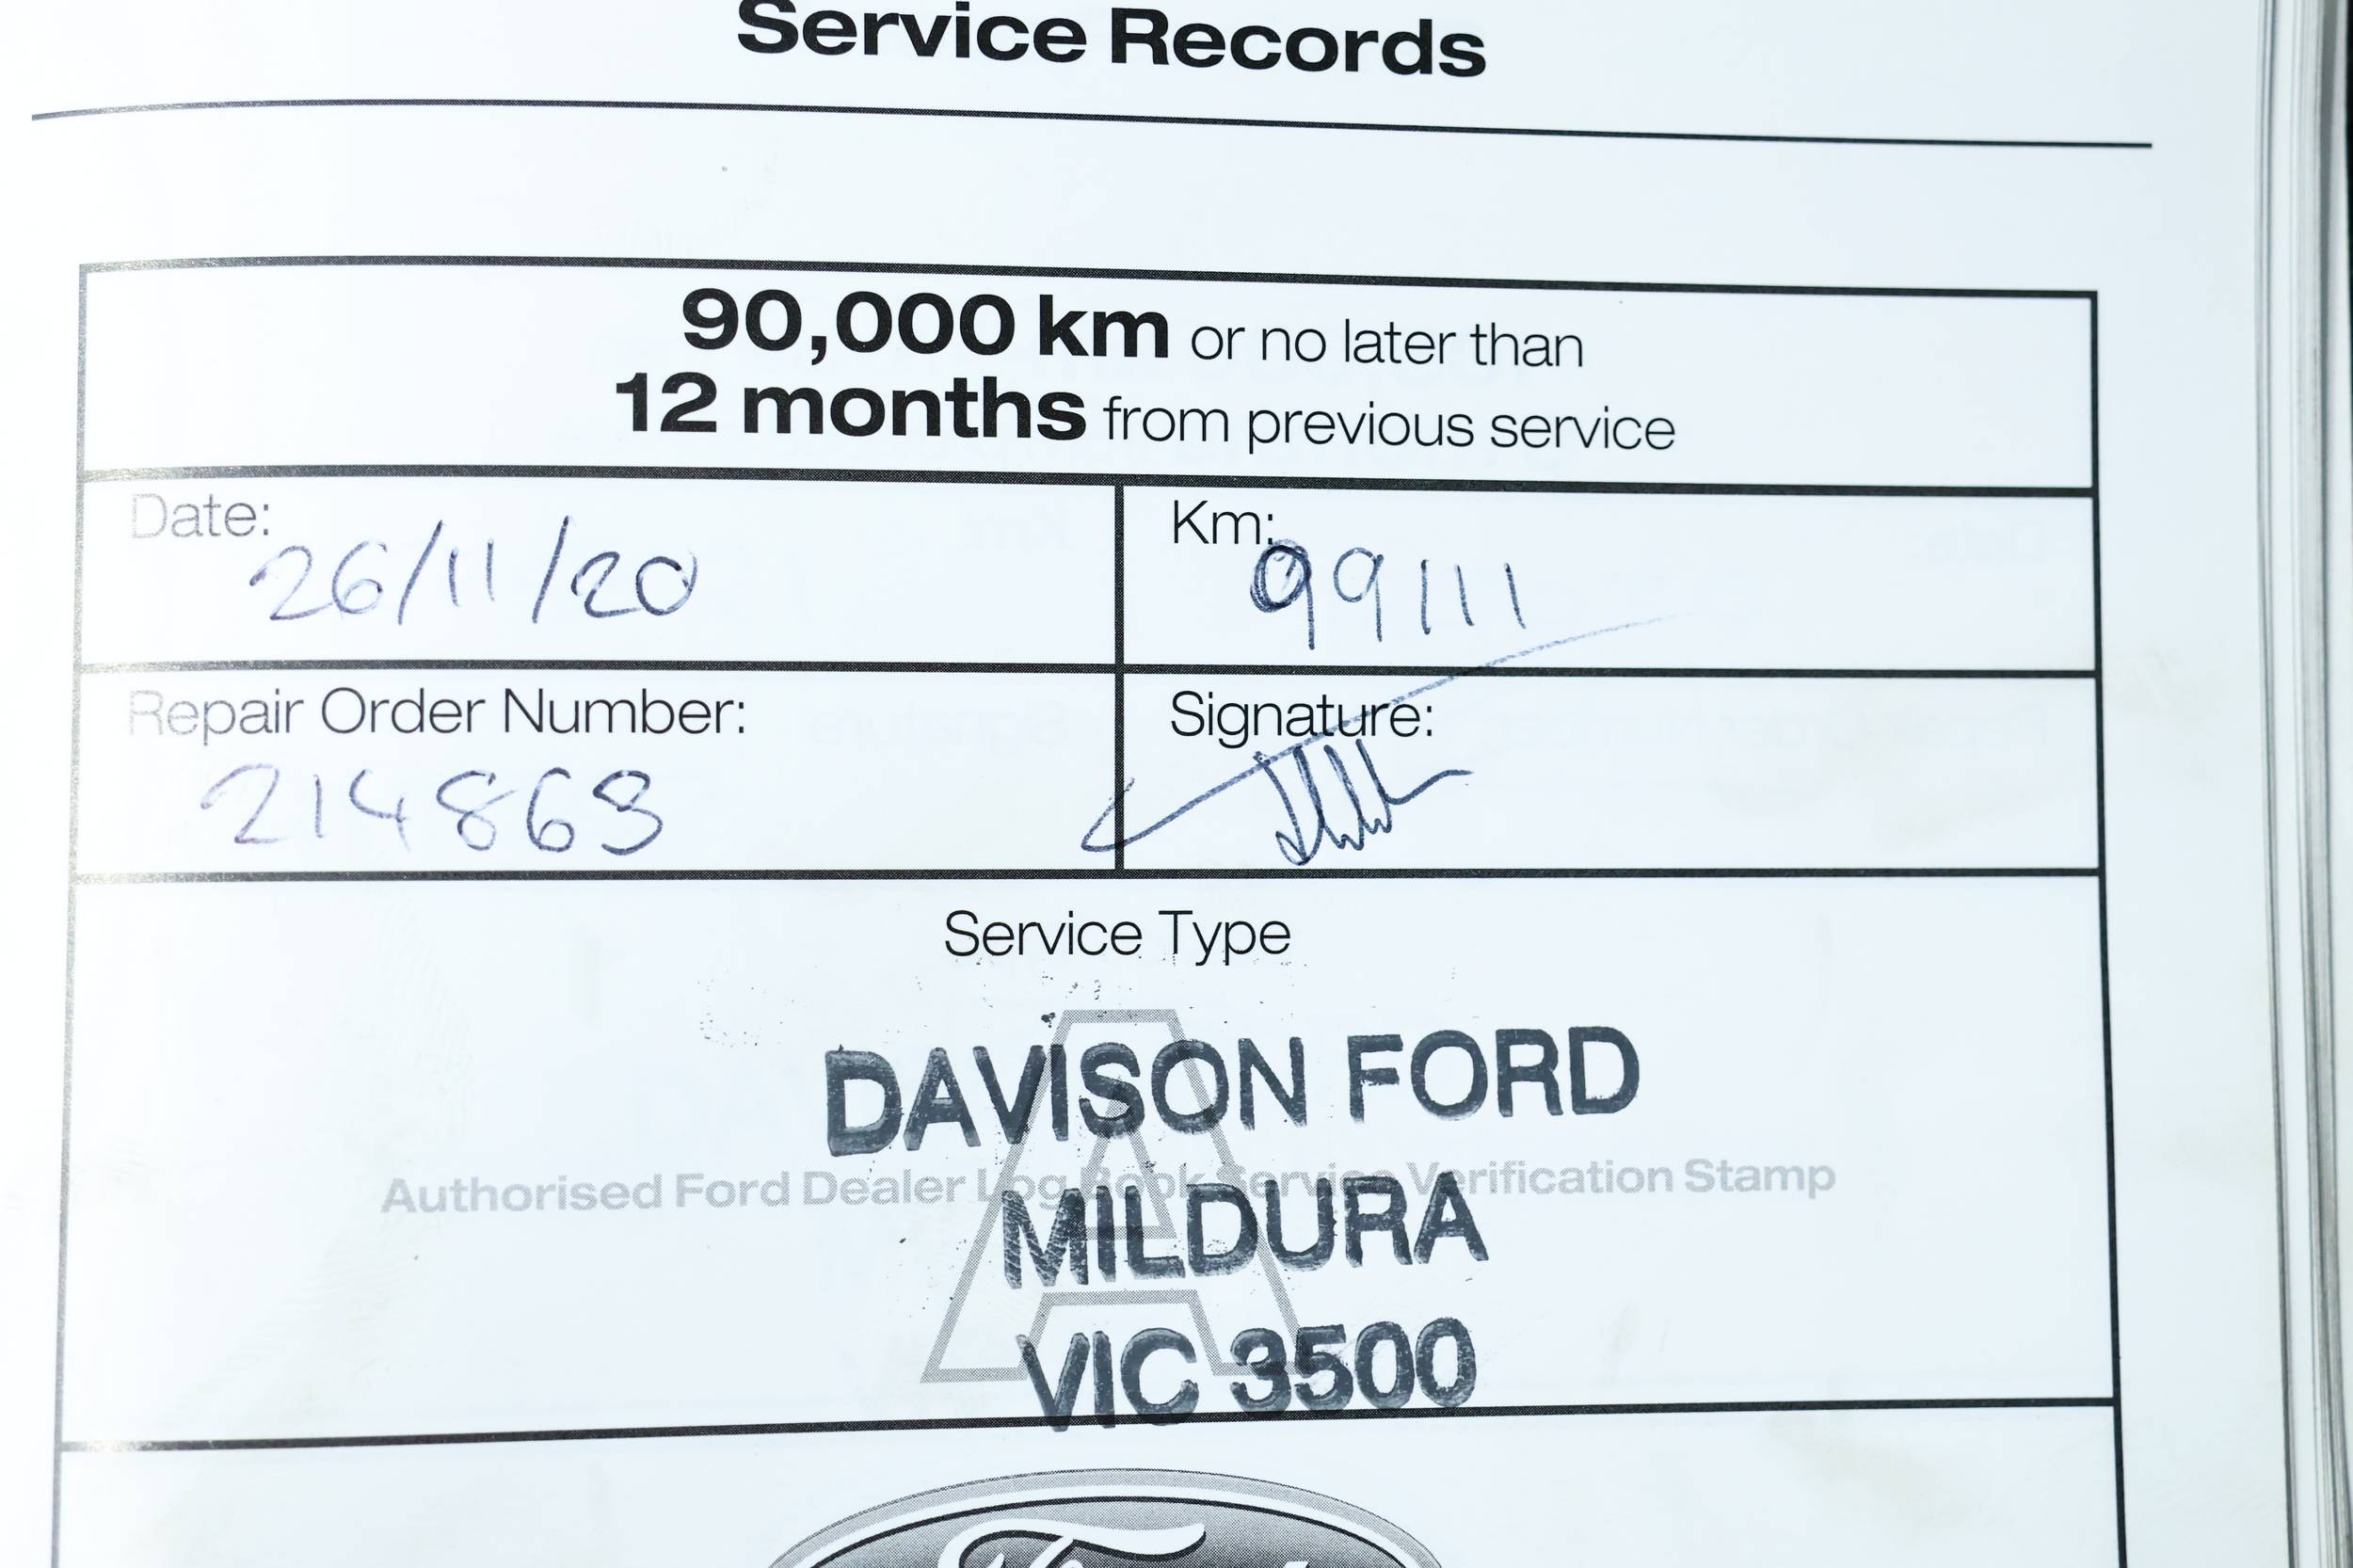 Service Records
90,000 km or no later than
12 months from previous service
Date:
26/11/20
Km:
99111
Repair Order Number:
214863
Signature:
Service Type
A
DAVISON FORD
Authorised Ford Dealer Log Book Service Verification Stamp
MILDURA
VIC 3500